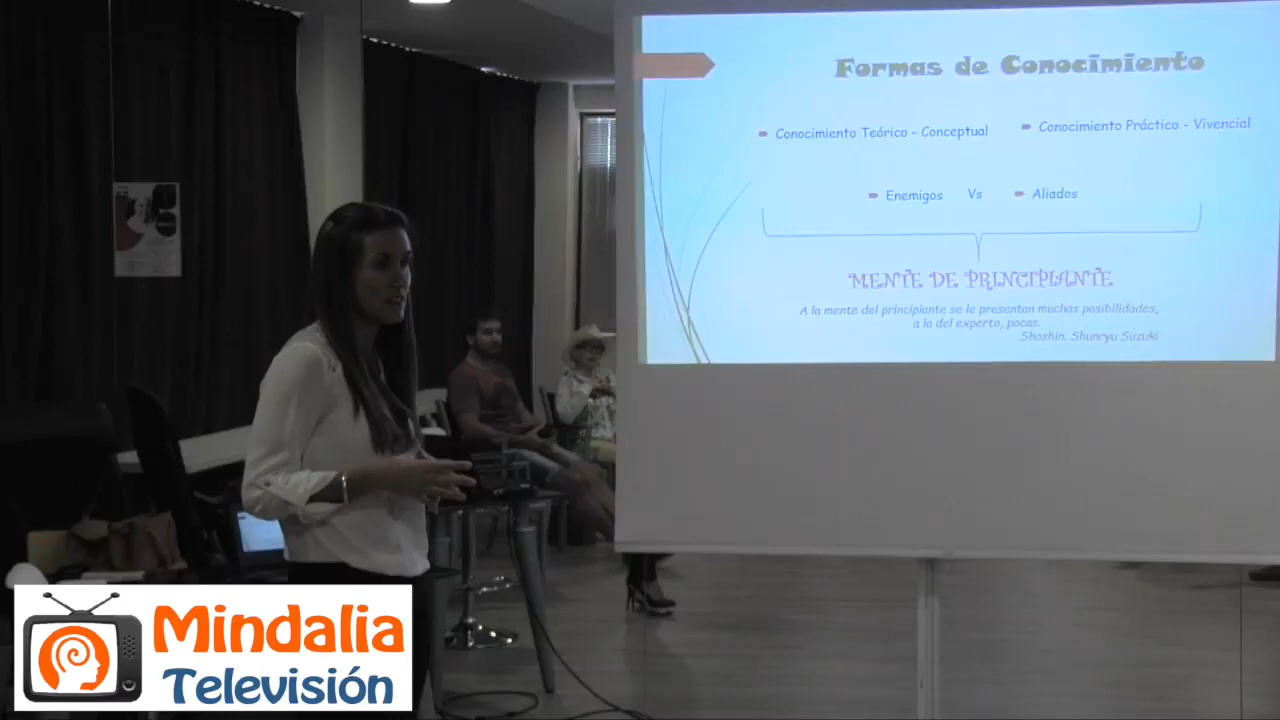 Formas de Conocimiento
Conocimiento Teórico - Conceptual
Conocimiento Práctico - Vivencial
Enemigos Vs Aliados
MENTE DE PRINCIPIANTE
A la mente del principiante se le presentan muchas posibilidades,
a la del experto, pocas.
Shoshin. Shunryu Suzuki
Mindalia
Televisión